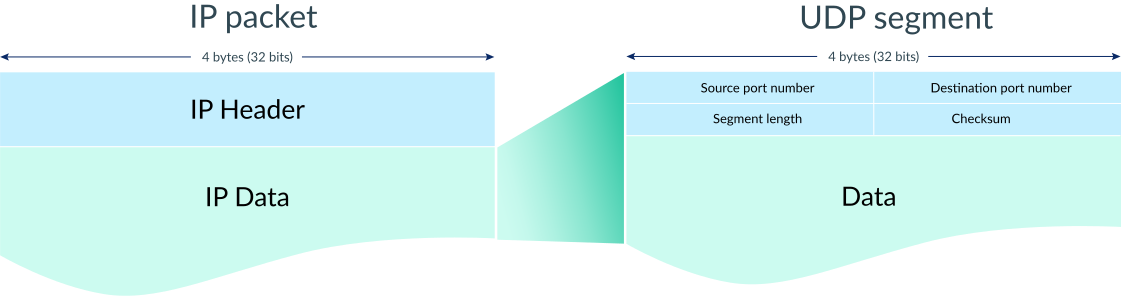 IP packet
UDP segment
4 bytes (32 bits)
4 bytes (32 bits)
IP Header
Source port number
Destination port number
Segment length
Checksum
IP Data
Data